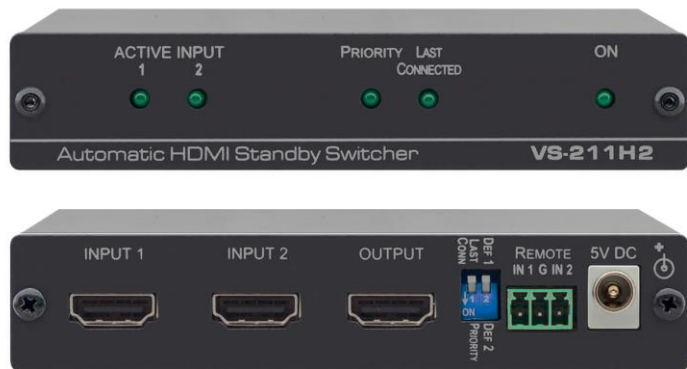 ACTIVE INPUT
1 2
PRIORITY
LAST
CONNECTED
ON
Automatic HDMI Standby Switcher
VS-211H2
INPUT 1
INPUT 2
OUTPUT
LAST
CONN
DEF 1
1 2
ON
PRIORITY
DEF 2
REMOTE
IN 1 G IN 2
5V DC
+